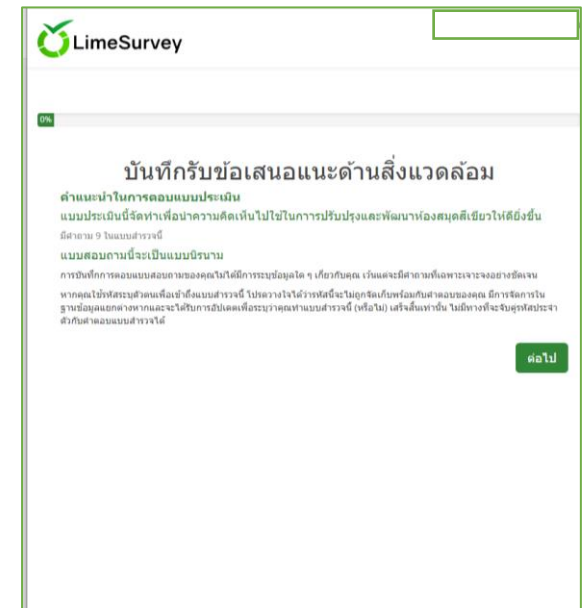 LimeSurvey
0%
บันทึกรับข้อเสนอแนะด้านสิ่งแวดล้อม
คำแนะนำในการตอบแบบประเมิน
แบบประเมินนี้จัดทำเพื่อนำความคิดเห็นไปใช้ในการปรับปรุงและพัฒนาห้องสมุดสีเขียวให้ดียิ่งขึ้น
มีคำถาม 9 ในแบบสำรวจนี้
แบบสอบถามนี้จะเป็นแบบนิรนาม
การบันทึกการตอบแบบสอบถามของคุณไม่ได้มีการระบุข้อมูลใด ๆ เกี่ยวกับคุณ เว้นแต่จะมีคำถามที่เฉพาะเจาะจงอย่างชัดเจน
หากคุณใช้รหัสระบุตัวตนเพื่อเข้าถึงแบบสำรวจนี้ โปรดวางใจได้ว่ารหัสนี้จะไม่ถูกจัดเก็บพร้อมกับคำตอบของคุณ มีการจัดการใน
ฐานข้อมูลแยกต่างหากและจะได้รับการอัปเดตเพื่อระบุว่าคุณทำแบบสำรวจนี้ (หรือไม่) เสร็จสิ้นเท่านั้น ไม่มีทางที่จะจับคู่รหัสประจำ
ตัวกับคำตอบแบบสำรวจได้
ต่อไป